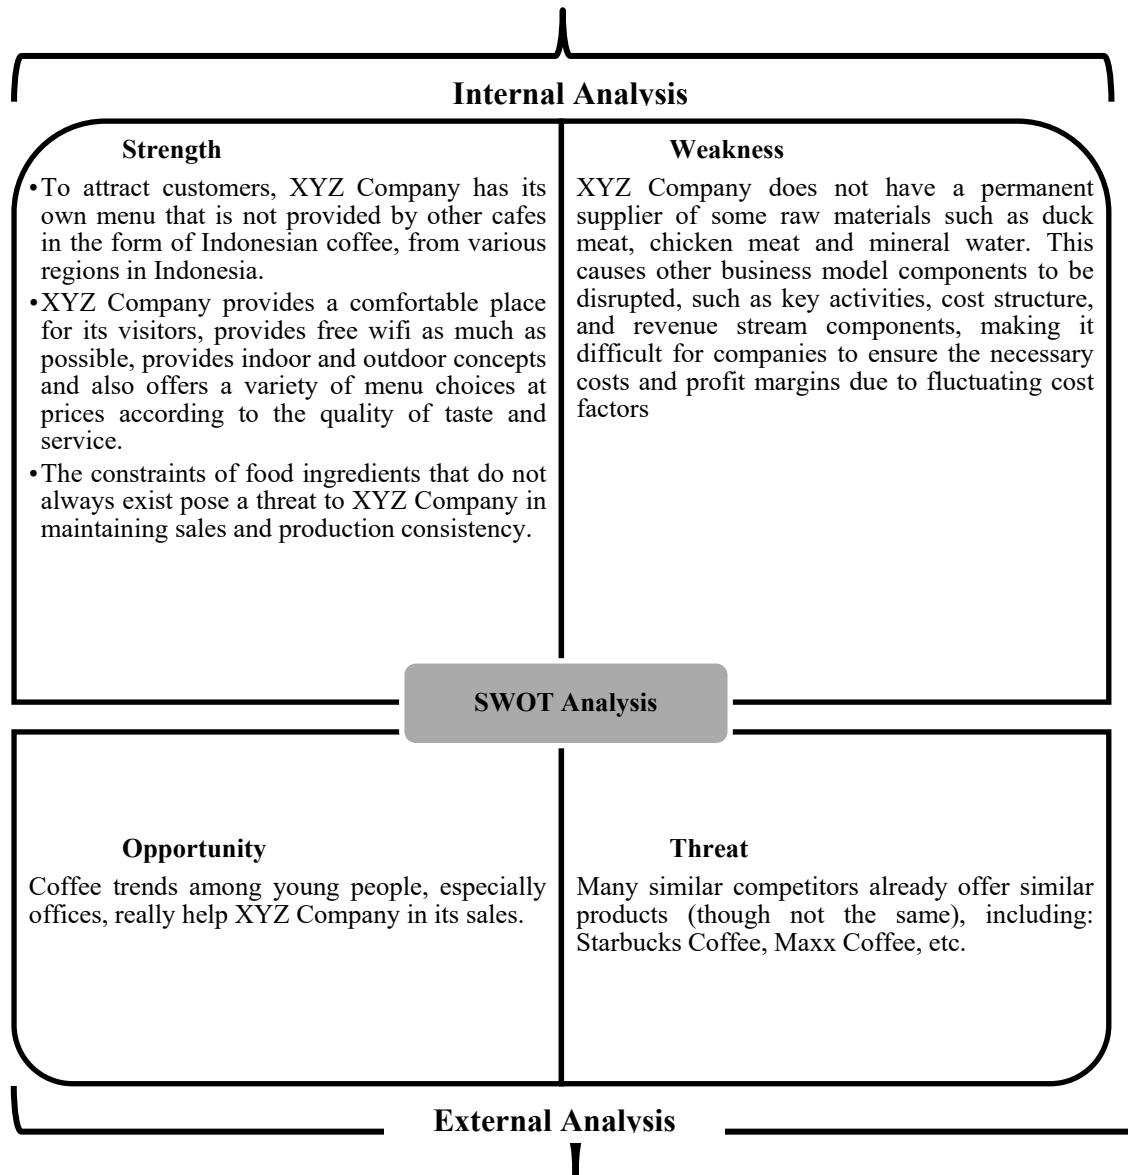 Internal Analysis
Strength
•To attract customers, XYZ Company has its
own menu that is not provided by other cafes
in the form of Indonesian coffee, from various
regions in Indonesia.
•XYZ Company provides a comfortable place
for its visitors, provides free wifi as much as
possible, provides indoor and outdoor concepts
and also offers a variety of menu choices at
prices according to the quality of taste and
service.
•The constraints of food ingredients that do not
always exist pose a threat to XYZ Company in
maintaining sales and production consistency.
Weakness
XYZ Company does not have a permanent
supplier of some raw materials such as duck
meat, chicken meat and mineral water. This
causes other business model components to be
disrupted, such as key activities, cost structure,
and revenue stream components, making it
difficult for companies to ensure the necessary
costs and profit margins due to fluctuating cost
factors
SWOT Analysis
Opportunity
Coffee trends among young people, especially
offices, really help XYZ Company in its sales.
Threat
Many similar competitors already offer similar
products (though not the same), including:
Starbucks Coffee, Maxx Coffee, etc.
External Analysis